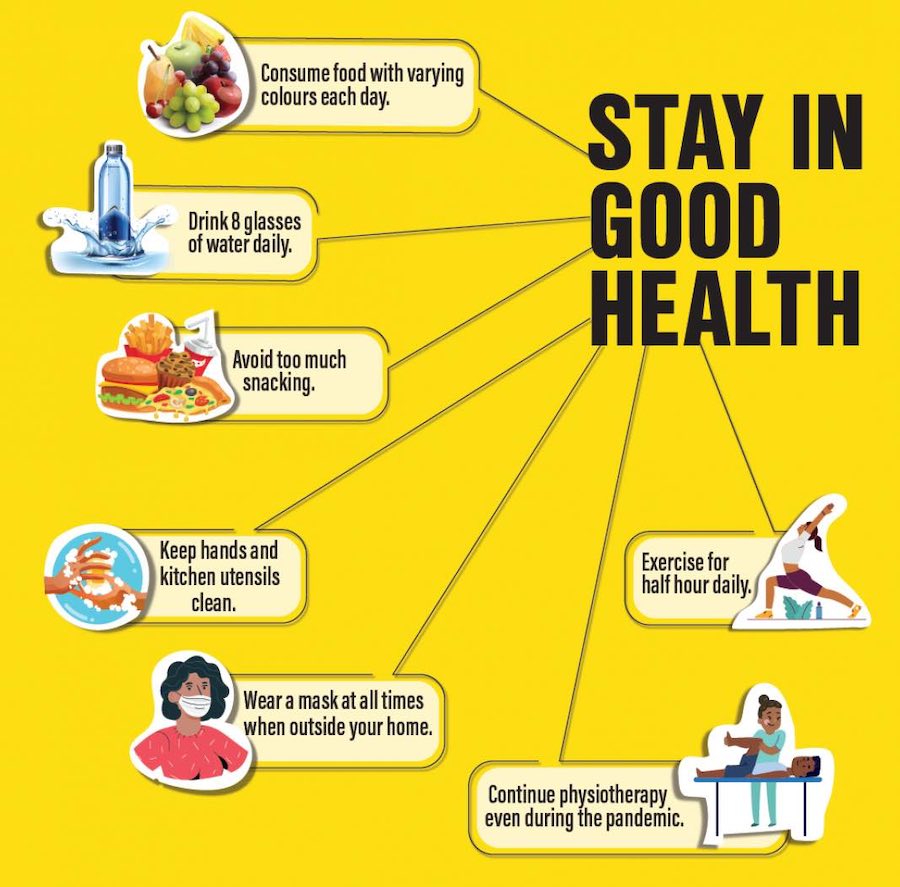 STAY IN
GOOD
HEALTH
Consume food with varying
colours each day.
Drink 8 glasses
of water daily.
Avoid too much
snacking.
Keep hands and
kitchen utensils
clean.
Wear a mask at all times
when outside your home.
Continue physiotherapy
even during the pandemic.
Exercise for
half hour daily.